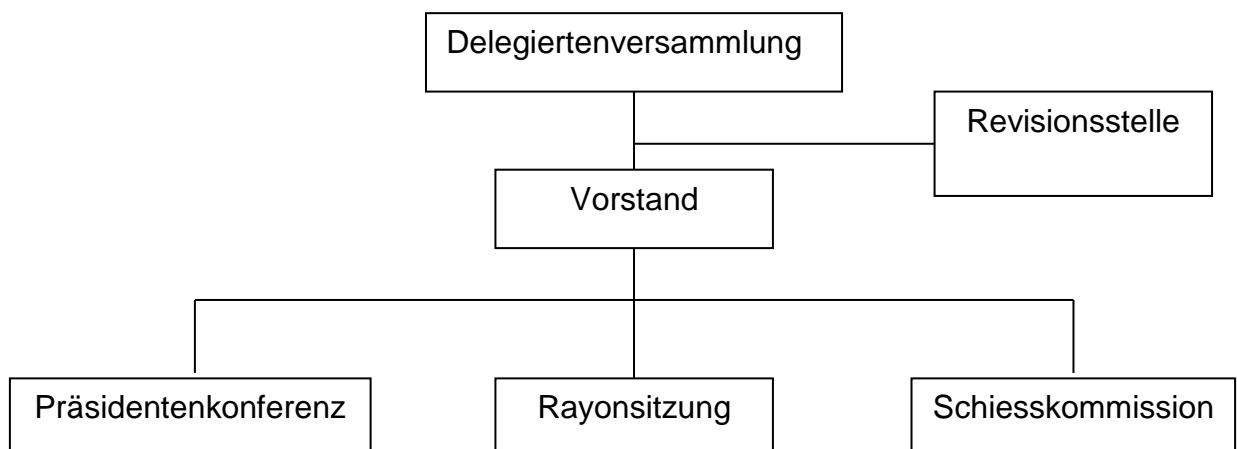 Delegiertenversammlung
Revisionsstelle
Vorstand
Präsidentenkonferenz
Rayonsitzung
Schiesskommission